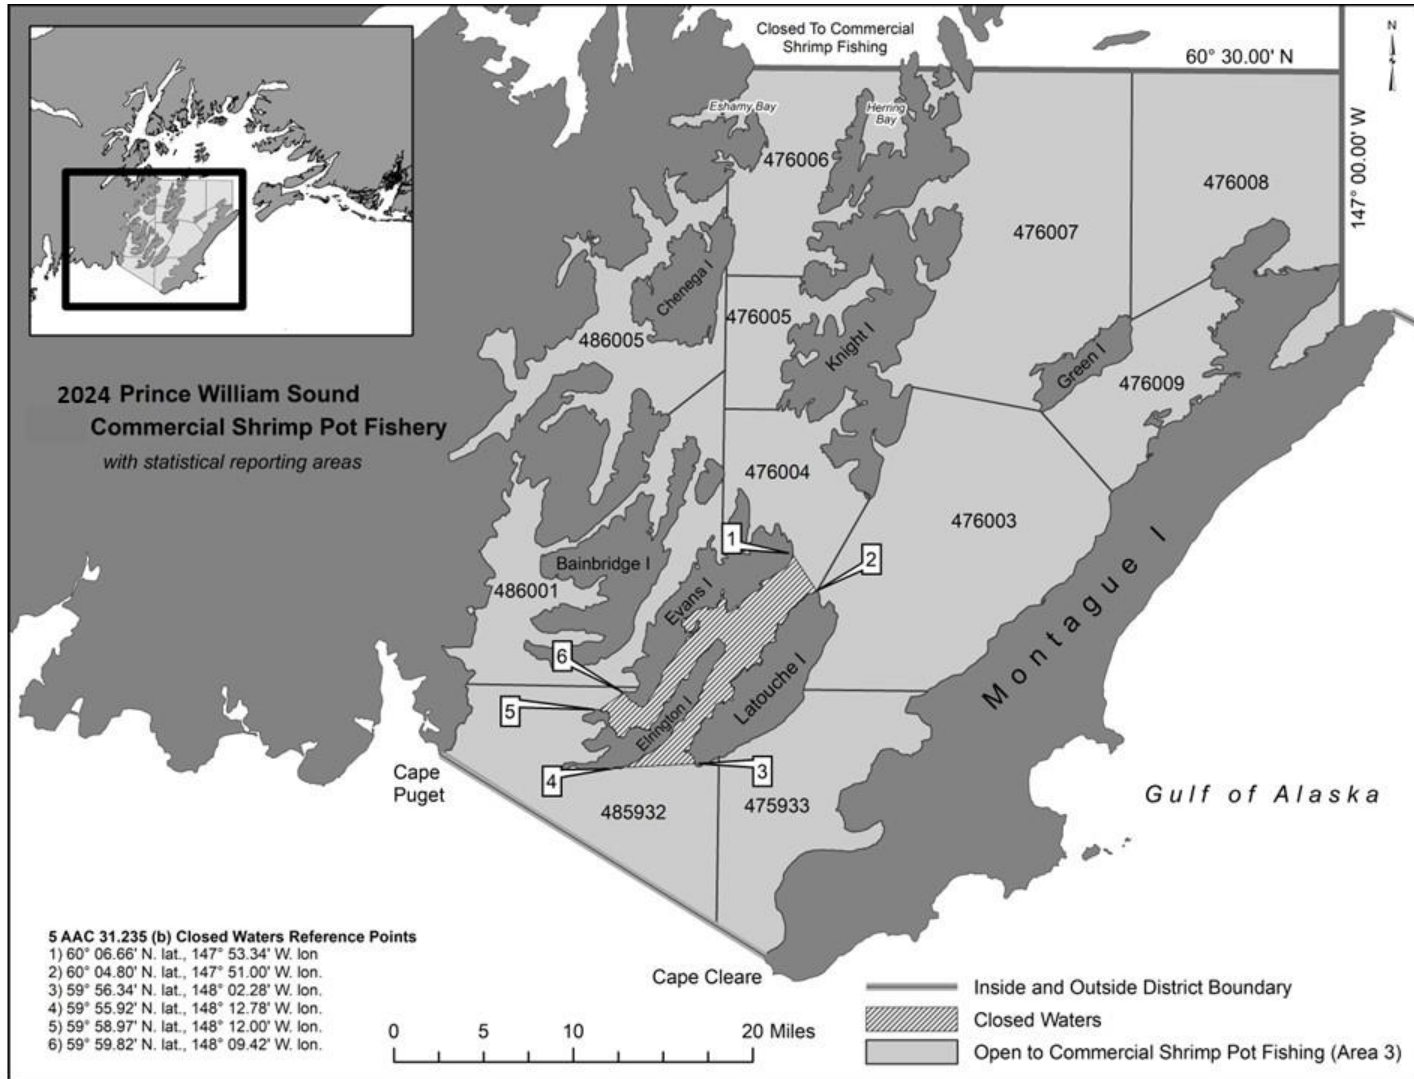 Closed To Commercial
Shrimp Fishing
N
60° 30.00' N
147° 00.00' W
Eshamy Bay
Herring
Bay
476006
476008
476007
Chenega I
476005
486005
Knight I
Green I
476009
2024 Prince William Sound
Commercial Shrimp Pot Fishery
with statistical reporting areas
476004
476003
1
2
Bainbridge I
486001
Evans I
Montague I
6
5
Latouche I
Elrington I
4
3
Cape
Puget
485932
475933
Gulf of Alaska
5 AAC 31.235 (b) Closed Waters Reference Points
1) 60° 06.66' N. lat., 147° 53.34' W. lon
2) 60° 04.80' N. lat., 147° 51.00' W. lon.
3) 59° 56.34' N. lat., 148° 02.28' W. lon.
4) 59° 55.92' N. lat., 148° 12.78' W. lon.
5) 59° 58.97' N. lat., 148° 12.00' W. lon.
6) 59° 59.82' N. lat., 148° 09.42' W. lon.
Cape Cleare
0 5 10 20 Miles
Inside and Outside District Boundary
Closed Waters
Open to Commercial Shrimp Pot Fishing (Area 3)